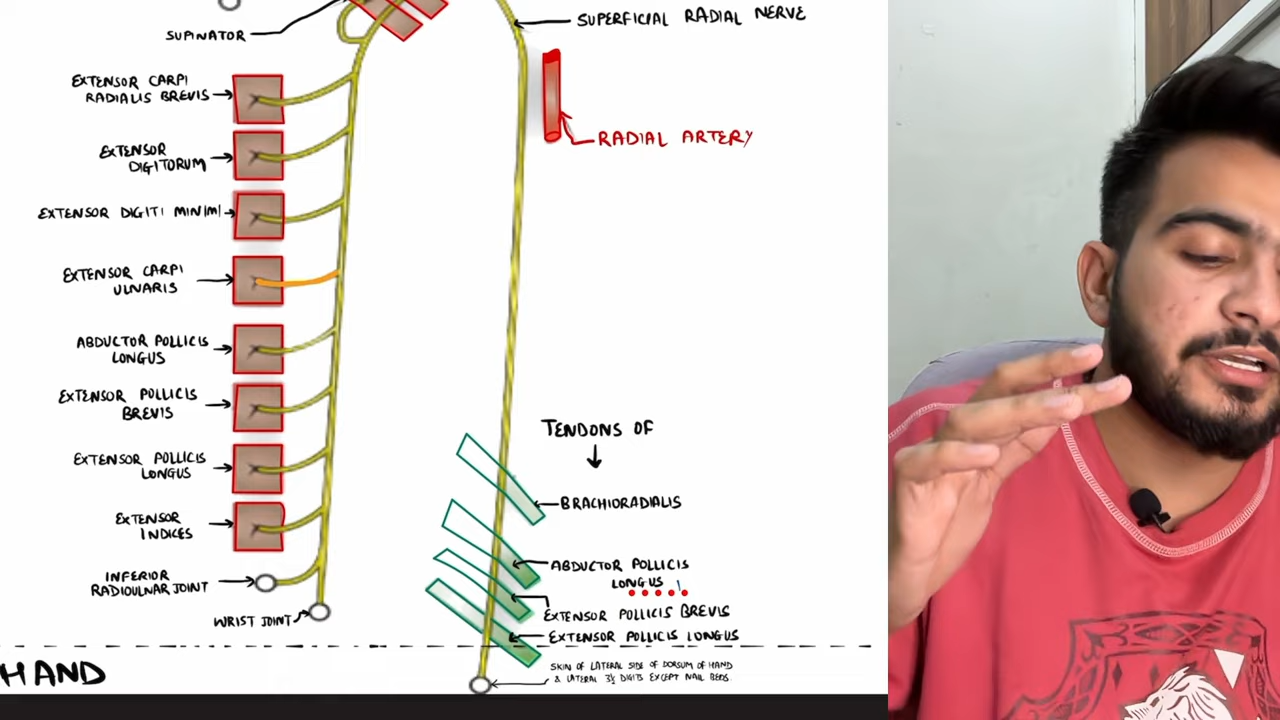 SUPERFICIAL RADIAL NERVE
SUPINATOR
EXTENSOR CARPI
RADIALIS BREVIS
RADIAL ARTERY
EXTENSOR
DIGITORUM
EXTENSOR DIGITI MINIMI
EXTENSOR CARPI
ULNARIS
ABDUCTOR POLLICIS
LONGUS
EXTENSOR POLLICIS
BREVIS
EXTENSOR POLLICIS
LONGUS
EXTENSOR
INDICES
INFERIOR
RADIOULNAR JOINT
WRIST JOINT
TENDONS OF
BRACHIORADIALIS
ABDUCTOR POLLICIS
LONGUS
EXTENSOR POLLICIS BREVIS
EXTENSOR POLLICIS LONGUS
HAND
SKIN OF LATERAL SIDE OF DORSUM OF HAND
& LATERAL 3½ DIGITS EXCEPT NAIL BEDS.